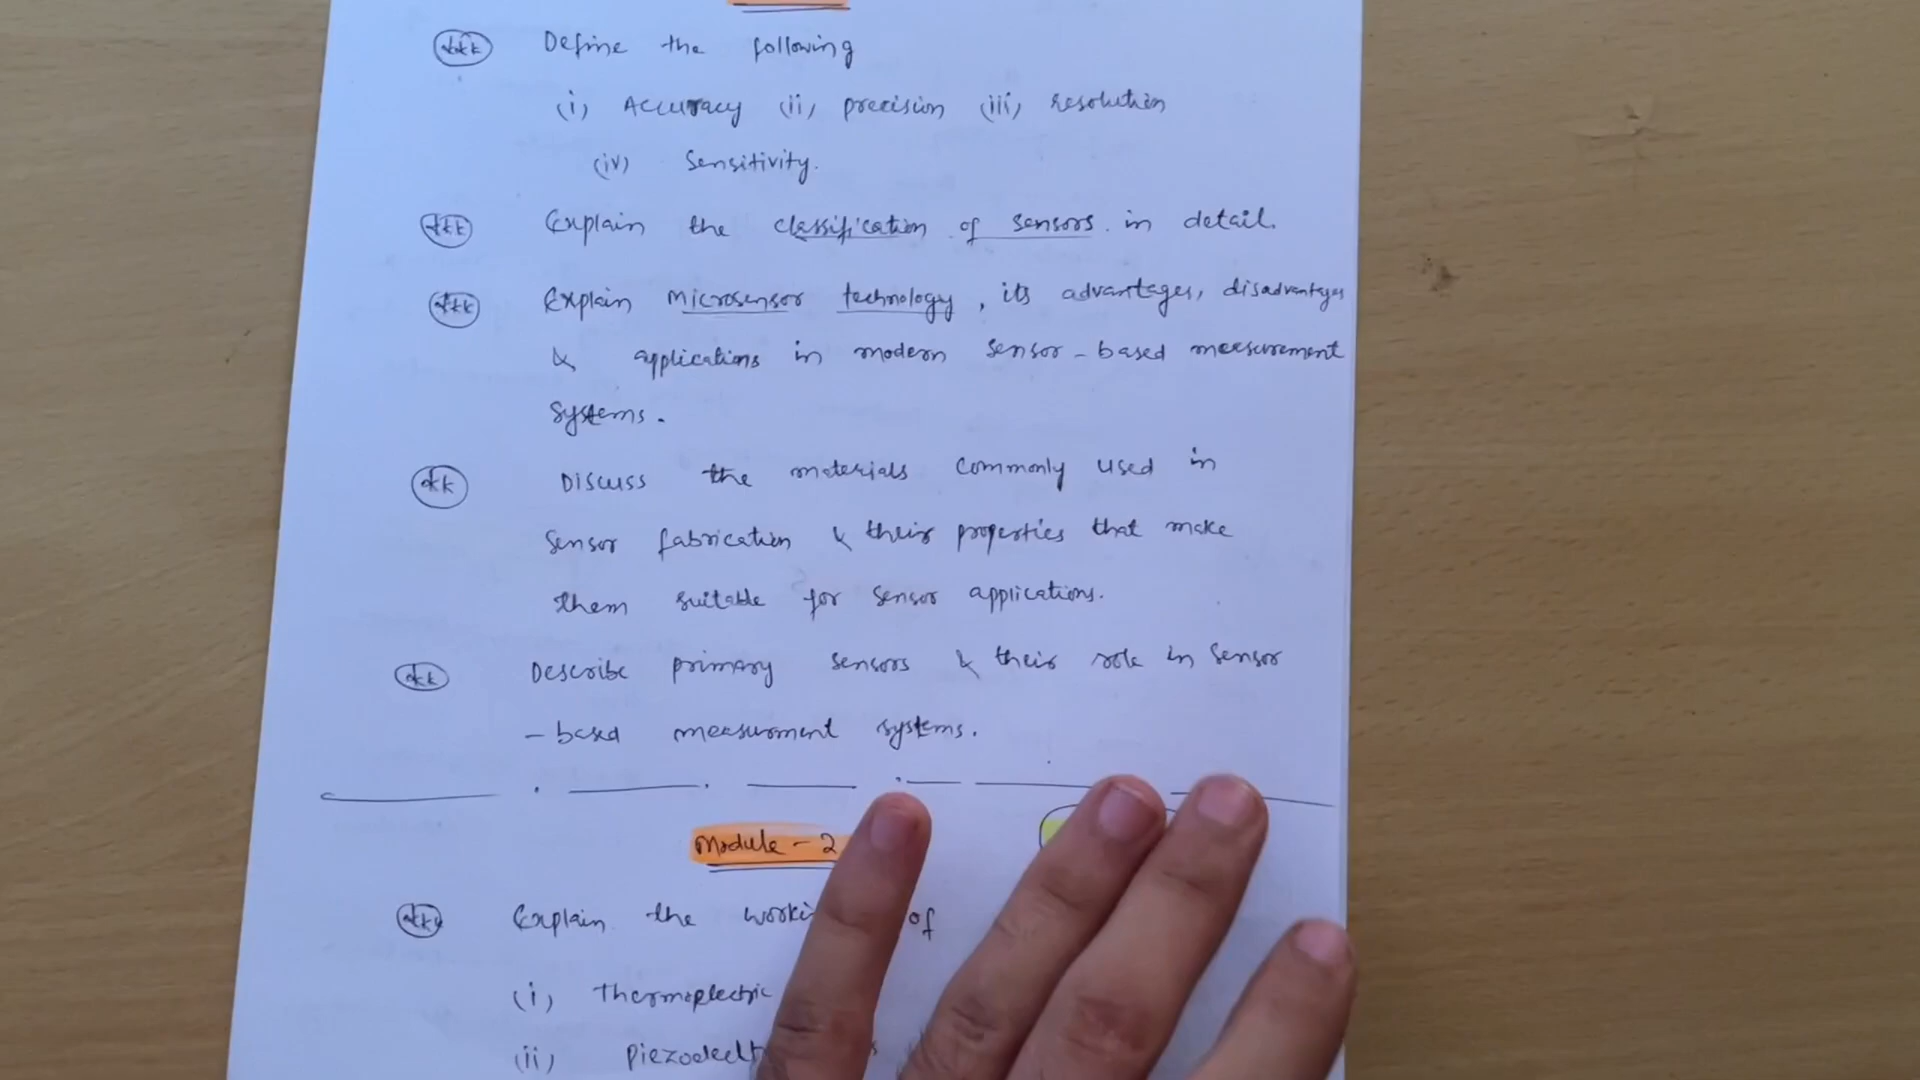 *** Define the following
(i) Accuracy (ii) precision (iii) resolution
(iv) Sensitivity.
*** Explain the classification of sensors in detail.
*** Explain Microsensor technology, its advantages, disadvantages
& applications in modern sensor-based measurement
systems.
** Discuss the materials commonly used in
sensor fabrication & their properties that make
them suitable for sensor applications.
** Describe primary sensors & their role in sensor
-based measurment systems.
Module-2
*** Explain the of
(i) Thermoelectric
(ii)